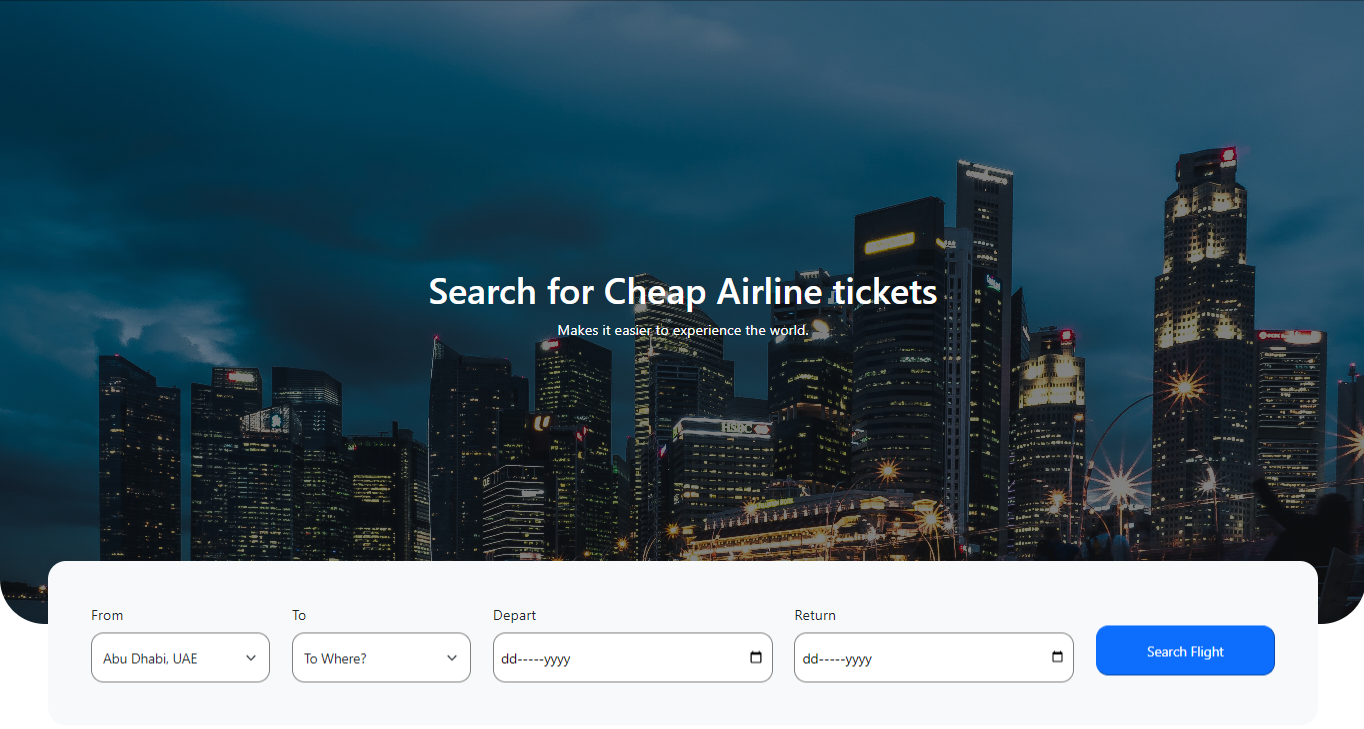 Search for Cheap Airline tickets
Makes it easier to experience the world.
HSBC
From
To
Depart
Return
Abu Dhabi, UAE
To Where?
dd-----yyyy
dd-----yyyy
Search Flight